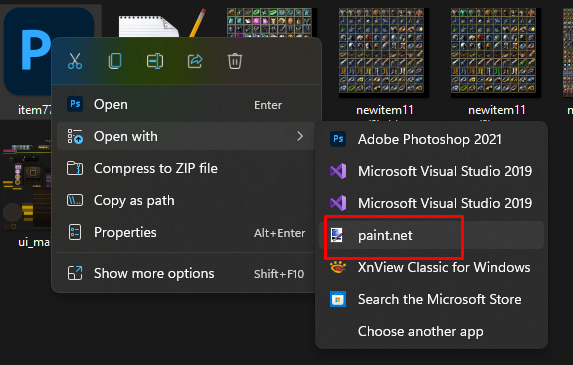 P
item77
newitem11
newitem11
ui_ma
Ps Open Enter
Open with
Compress to ZIP file
Copy as path
Properties Alt+Enter
Show more options Shift+F10
Ps Adobe Photoshop 2021
Microsoft Visual Studio 2019
Microsoft Visual Studio 2019
paint.net
XnView Classic for Windows
Search the Microsoft Store
Choose another app